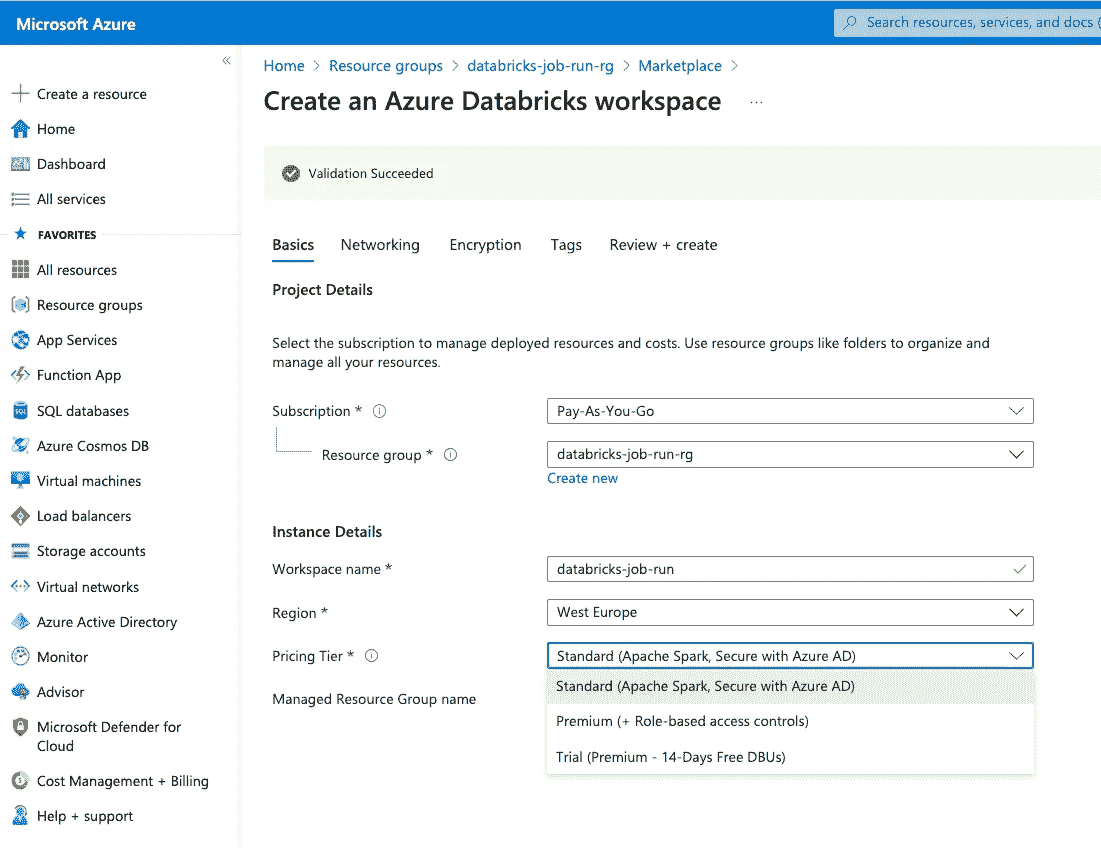 Microsoft Azure
Search resources, services, and docs (
«
Create a resource
Home
Dashboard
All services
FAVORITES
All resources
Resource groups
App Services
Function App
SQL databases
Azure Cosmos DB
Virtual machines
Load balancers
Storage accounts
Virtual networks
Azure Active Directory
Monitor
Advisor
Microsoft Defender for
Cloud
Cost Management + Billing
Help + support
Home > Resource groups > databricks-job-run-rg > Marketplace >
Create an Azure Databricks workspace ...
Validation Succeeded
Basics Networking Encryption Tags Review + create
Project Details
Select the subscription to manage deployed resources and costs. Use resource groups like folders to organize and
manage all your resources.
Subscription * Pay-As-You-Go
Resource group * databricks-job-run-rg
Create new
Instance Details
Workspace name * databricks-job-run
Region * West Europe
Pricing Tier * Standard (Apache Spark, Secure with Azure AD)
Standard (Apache Spark, Secure with Azure AD)
Managed Resource Group name
Premium (+ Role-based access controls)
Trial (Premium - 14-Days Free DBUs)